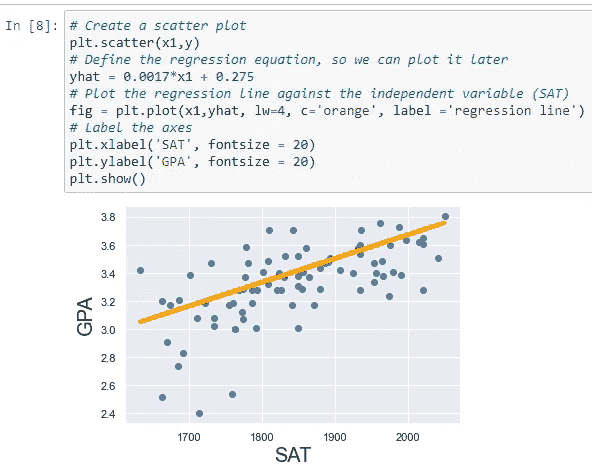 In [8]:
# Create a scatter plot
plt.scatter(x1,y)
# Define the regression equation, so we can plot it later
yhat = 0.0017*x1 + 0.275
# Plot the regression line against the independent variable (SAT)
fig = plt.plot(x1,yhat, lw=4, c='orange', label ='regression line')
# Label the axes
plt.xlabel('SAT', fontsize = 20)
plt.ylabel('GPA', fontsize = 20)
plt.show()
3.8
3.6
3.4
3.2
3.0
2.8
2.6
2.4
GPA
1700 1800 1900 2000
SAT